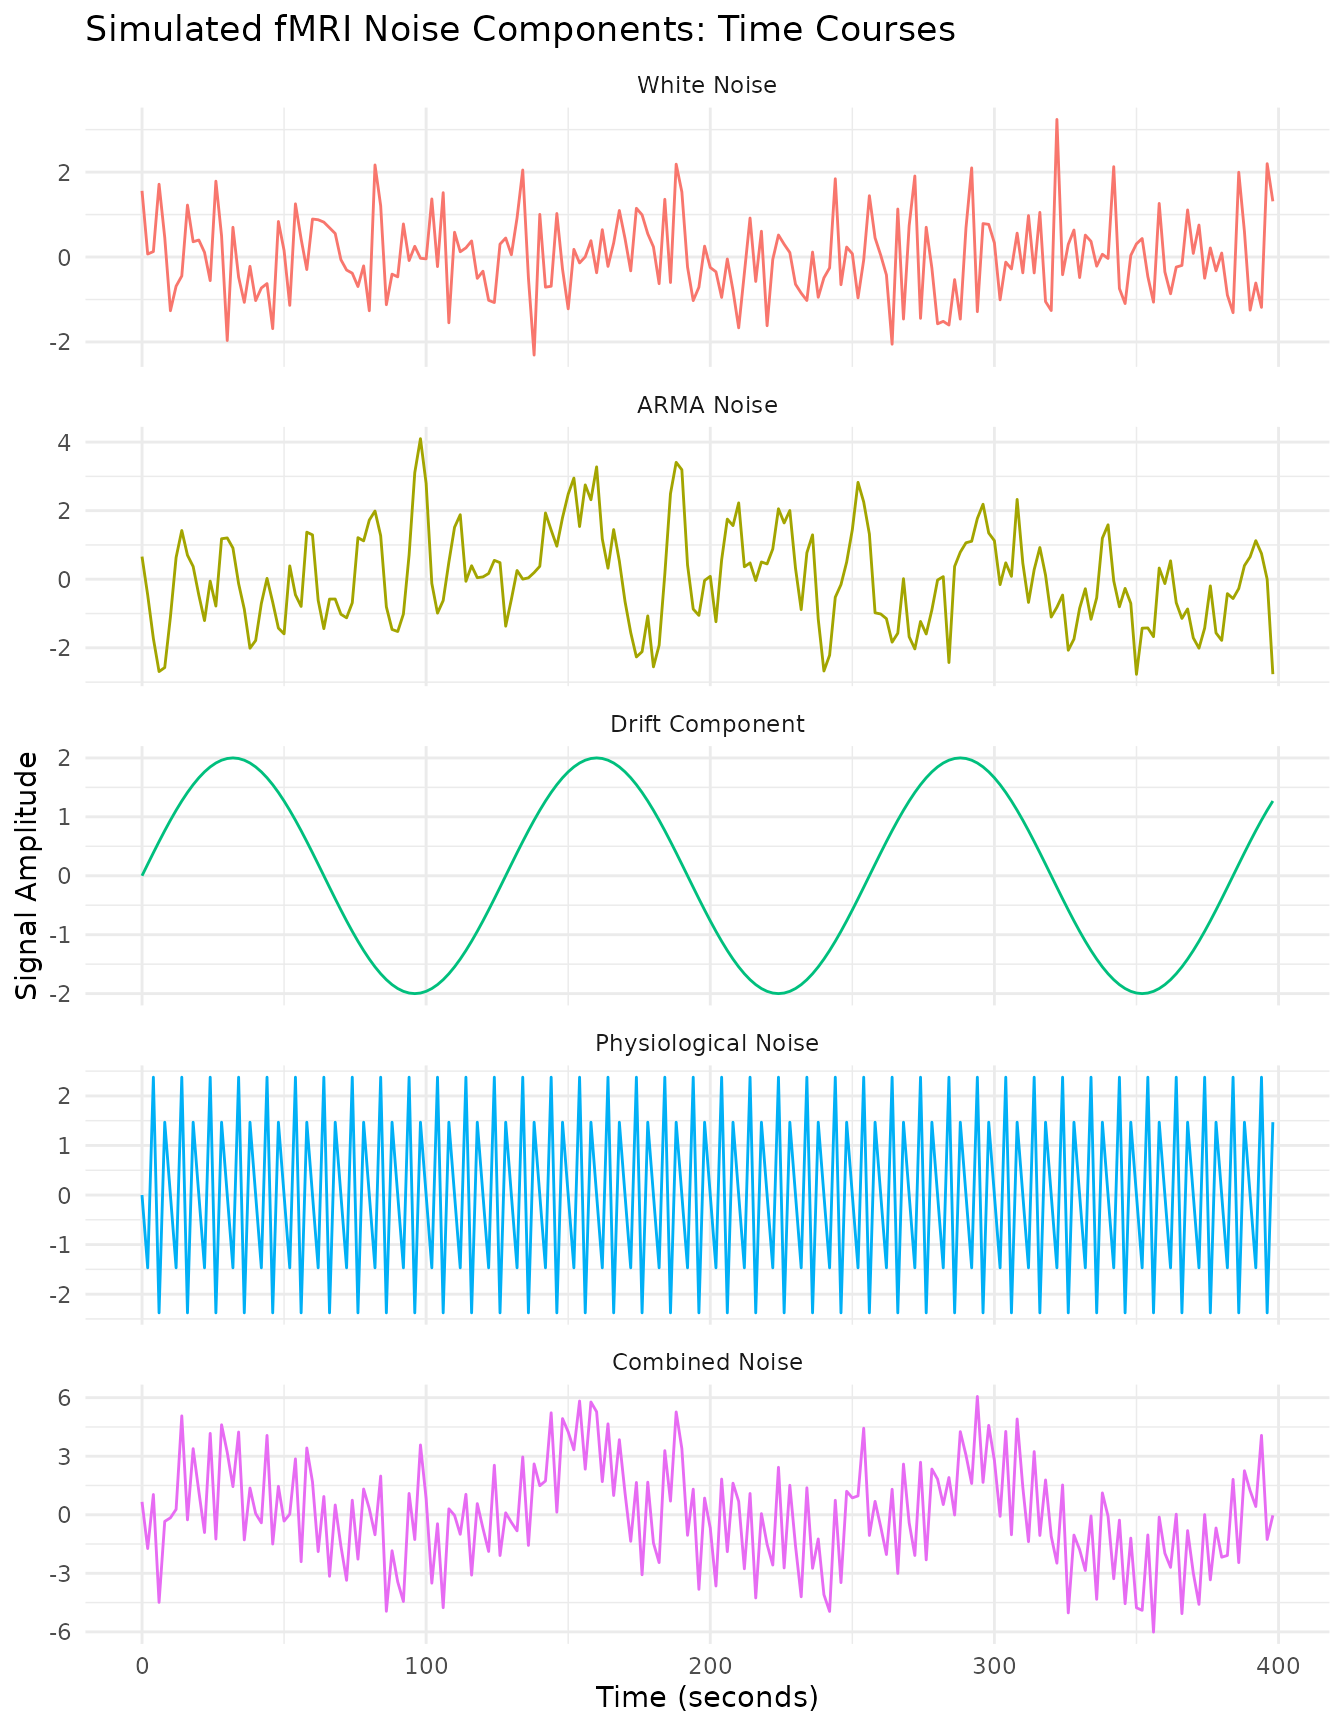 Simulated fMRI Noise Components: Time Courses
White Noise
2
0
-2
ARMA Noise
4
2
0
-2
Drift Component
2
1
0
-1
-2
Signal Amplitude
Physiological Noise
2
1
0
-1
-2
Combined Noise
6
3
0
-3
-6
0 100 200 300 400
Time (seconds)